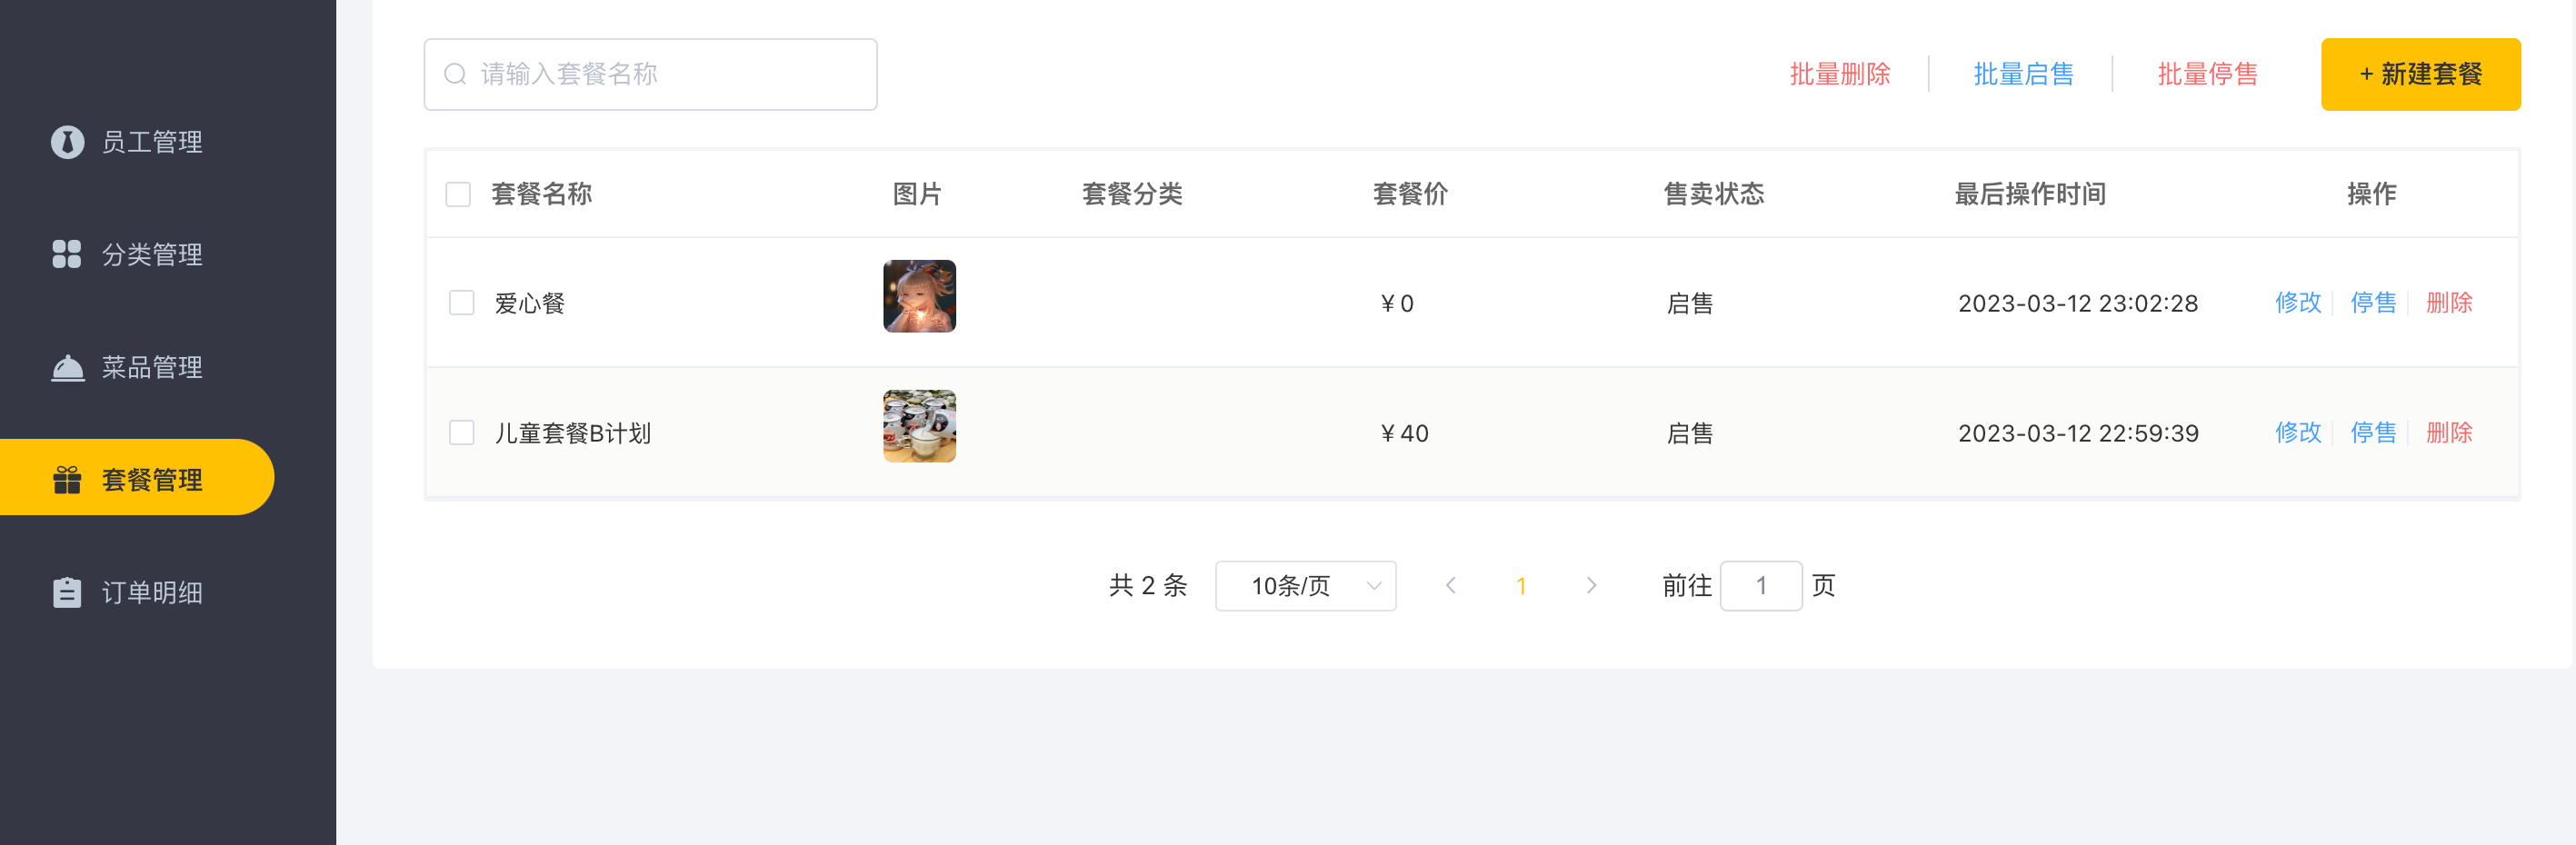 员工管理
分类管理
菜品管理
套餐管理
订单明细
请输入套餐名称
批量删除 批量启售 批量停售 + 新建套餐
套餐名称 图片 套餐分类 套餐价 售卖状态 最后操作时间 操作
爱心餐 ¥0 启售 2023-03-12 23:02:28 修改 停售 删除
儿童套餐B计划 ¥40 启售 2023-03-12 22:59:39 修改 停售 删除
共 2 条 10条/页 1 前往 1 页